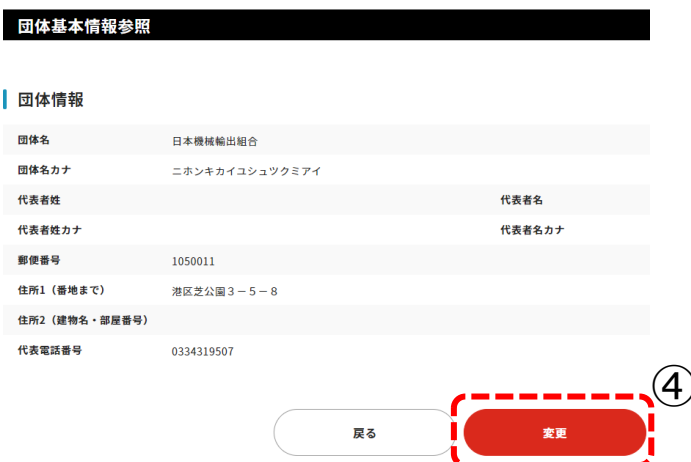 団体基本情報参照
団体情報
団体名 日本機械輸出組合
団体名カナ ニホンキカイユシュツクミアイ
代表者姓 代表者名
代表者姓カナ 代表者名カナ
郵便番号 1050011
住所1（番地まで） 港区芝公園３－５－８
住所2（建物名・部屋番号）
代表電話番号 0334319507
④
戻る 変更